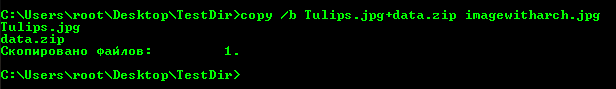 C:\Users\root\Desktop\TestDir>copy /b Tulips.jpg+data.zip imagewitharch.jpg
Tulips.jpg
data.zip
Скопировано файлов:         1.
C:\Users\root\Desktop\TestDir>